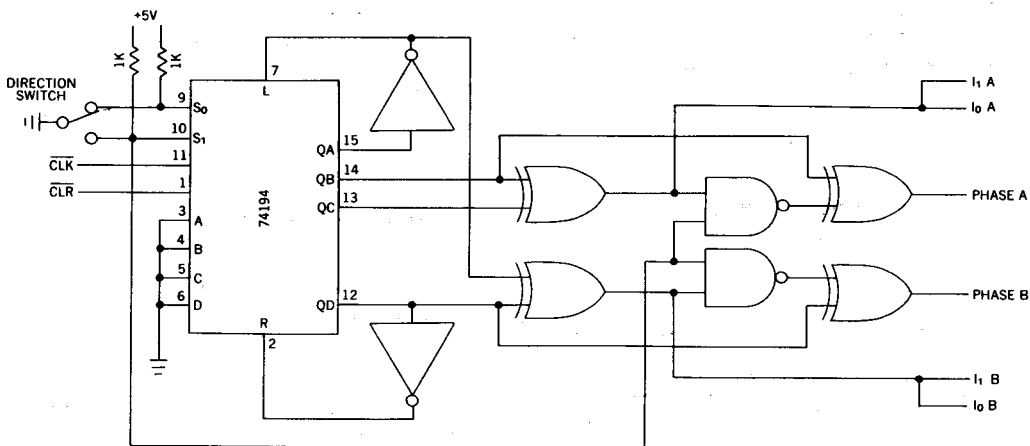 +5V
1K
1K
7
L
DIRECTION
SWITCH
9
S₀
10
S₁
CLK
11
CLR
1
3
A
4
B
5
C
6
D
R
2
74194
QA
15
QB
14
QC
13
QD
12
I₁ A
I₀ A
PHASE A
PHASE B
I₁ B
I₀ B